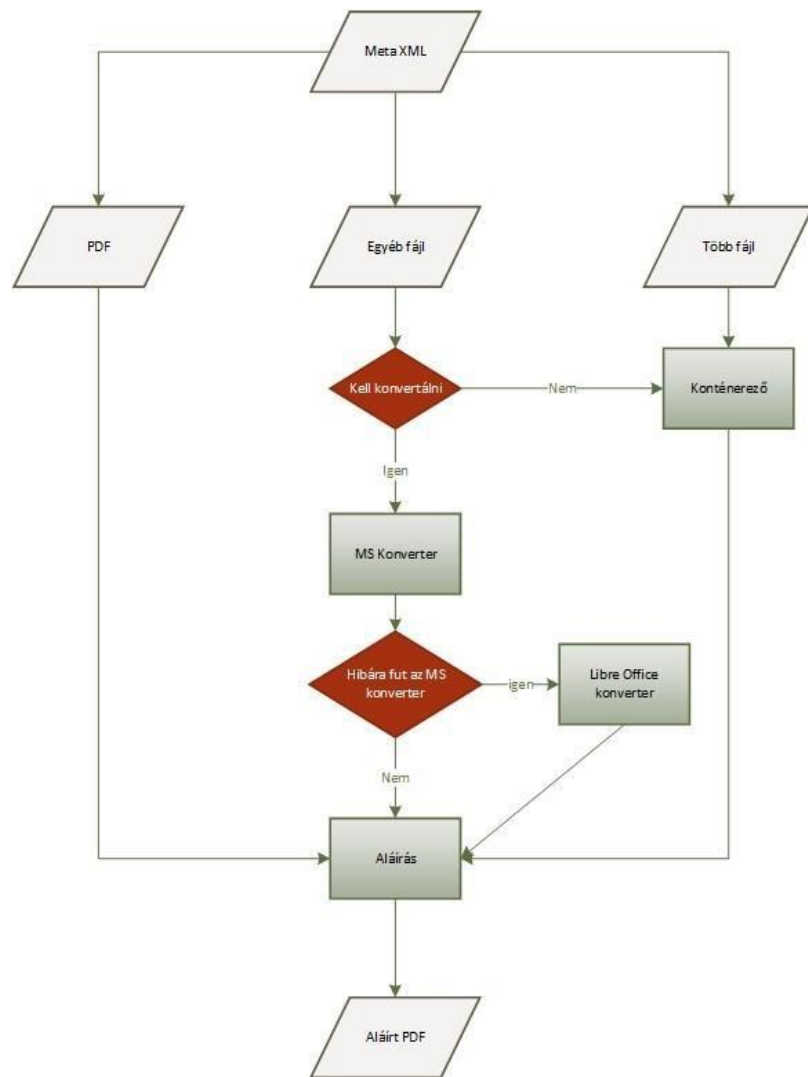 Meta XML
PDF
Egyéb fájl
Több fájl
Kell konvertálni
Nem
Konténerező
Igen
MS Konverter
Hibára fut az MS
konverter
igen
Libre Office
konverter
Nem
Aláírás
Aláírt PDF